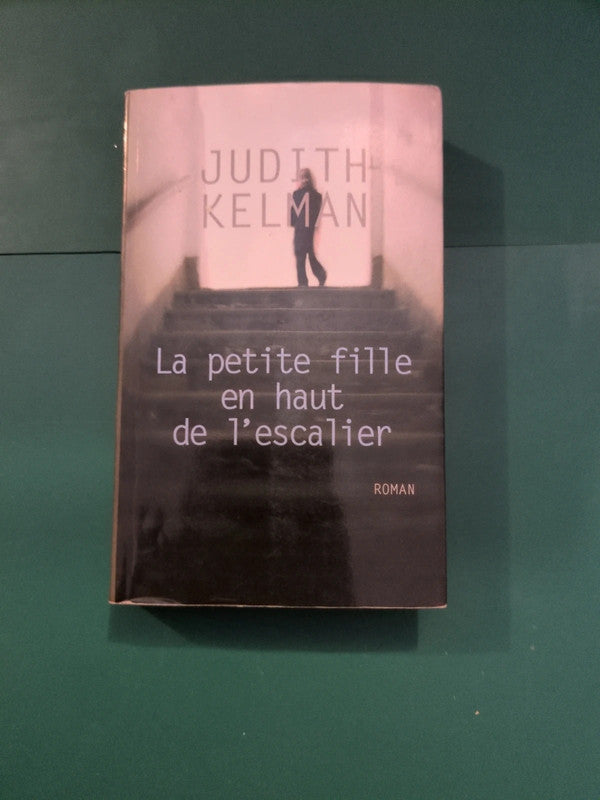 JUDITH
KELMAN
La petite fille
en haut
de l'escalier
ROMAN